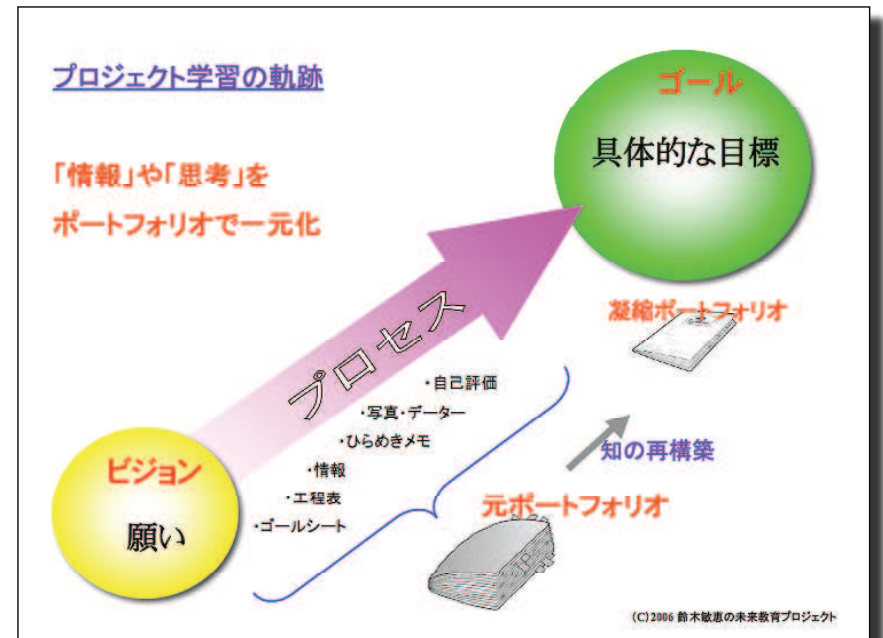 プロジェクト学習の軌跡
「情報」や「思考」を
ポートフォリオで一元化
ゴール
具体的な目標
プロセス
ビジョン
願い
・自己評価
・写真・データー
・ひらめきメモ
・情報
・工程表
・ゴールシート
凝縮ポートフォリオ
知の再構築
元ポートフォリオ
(C)2006 鈴木敏恵の未来教育プロジェクト